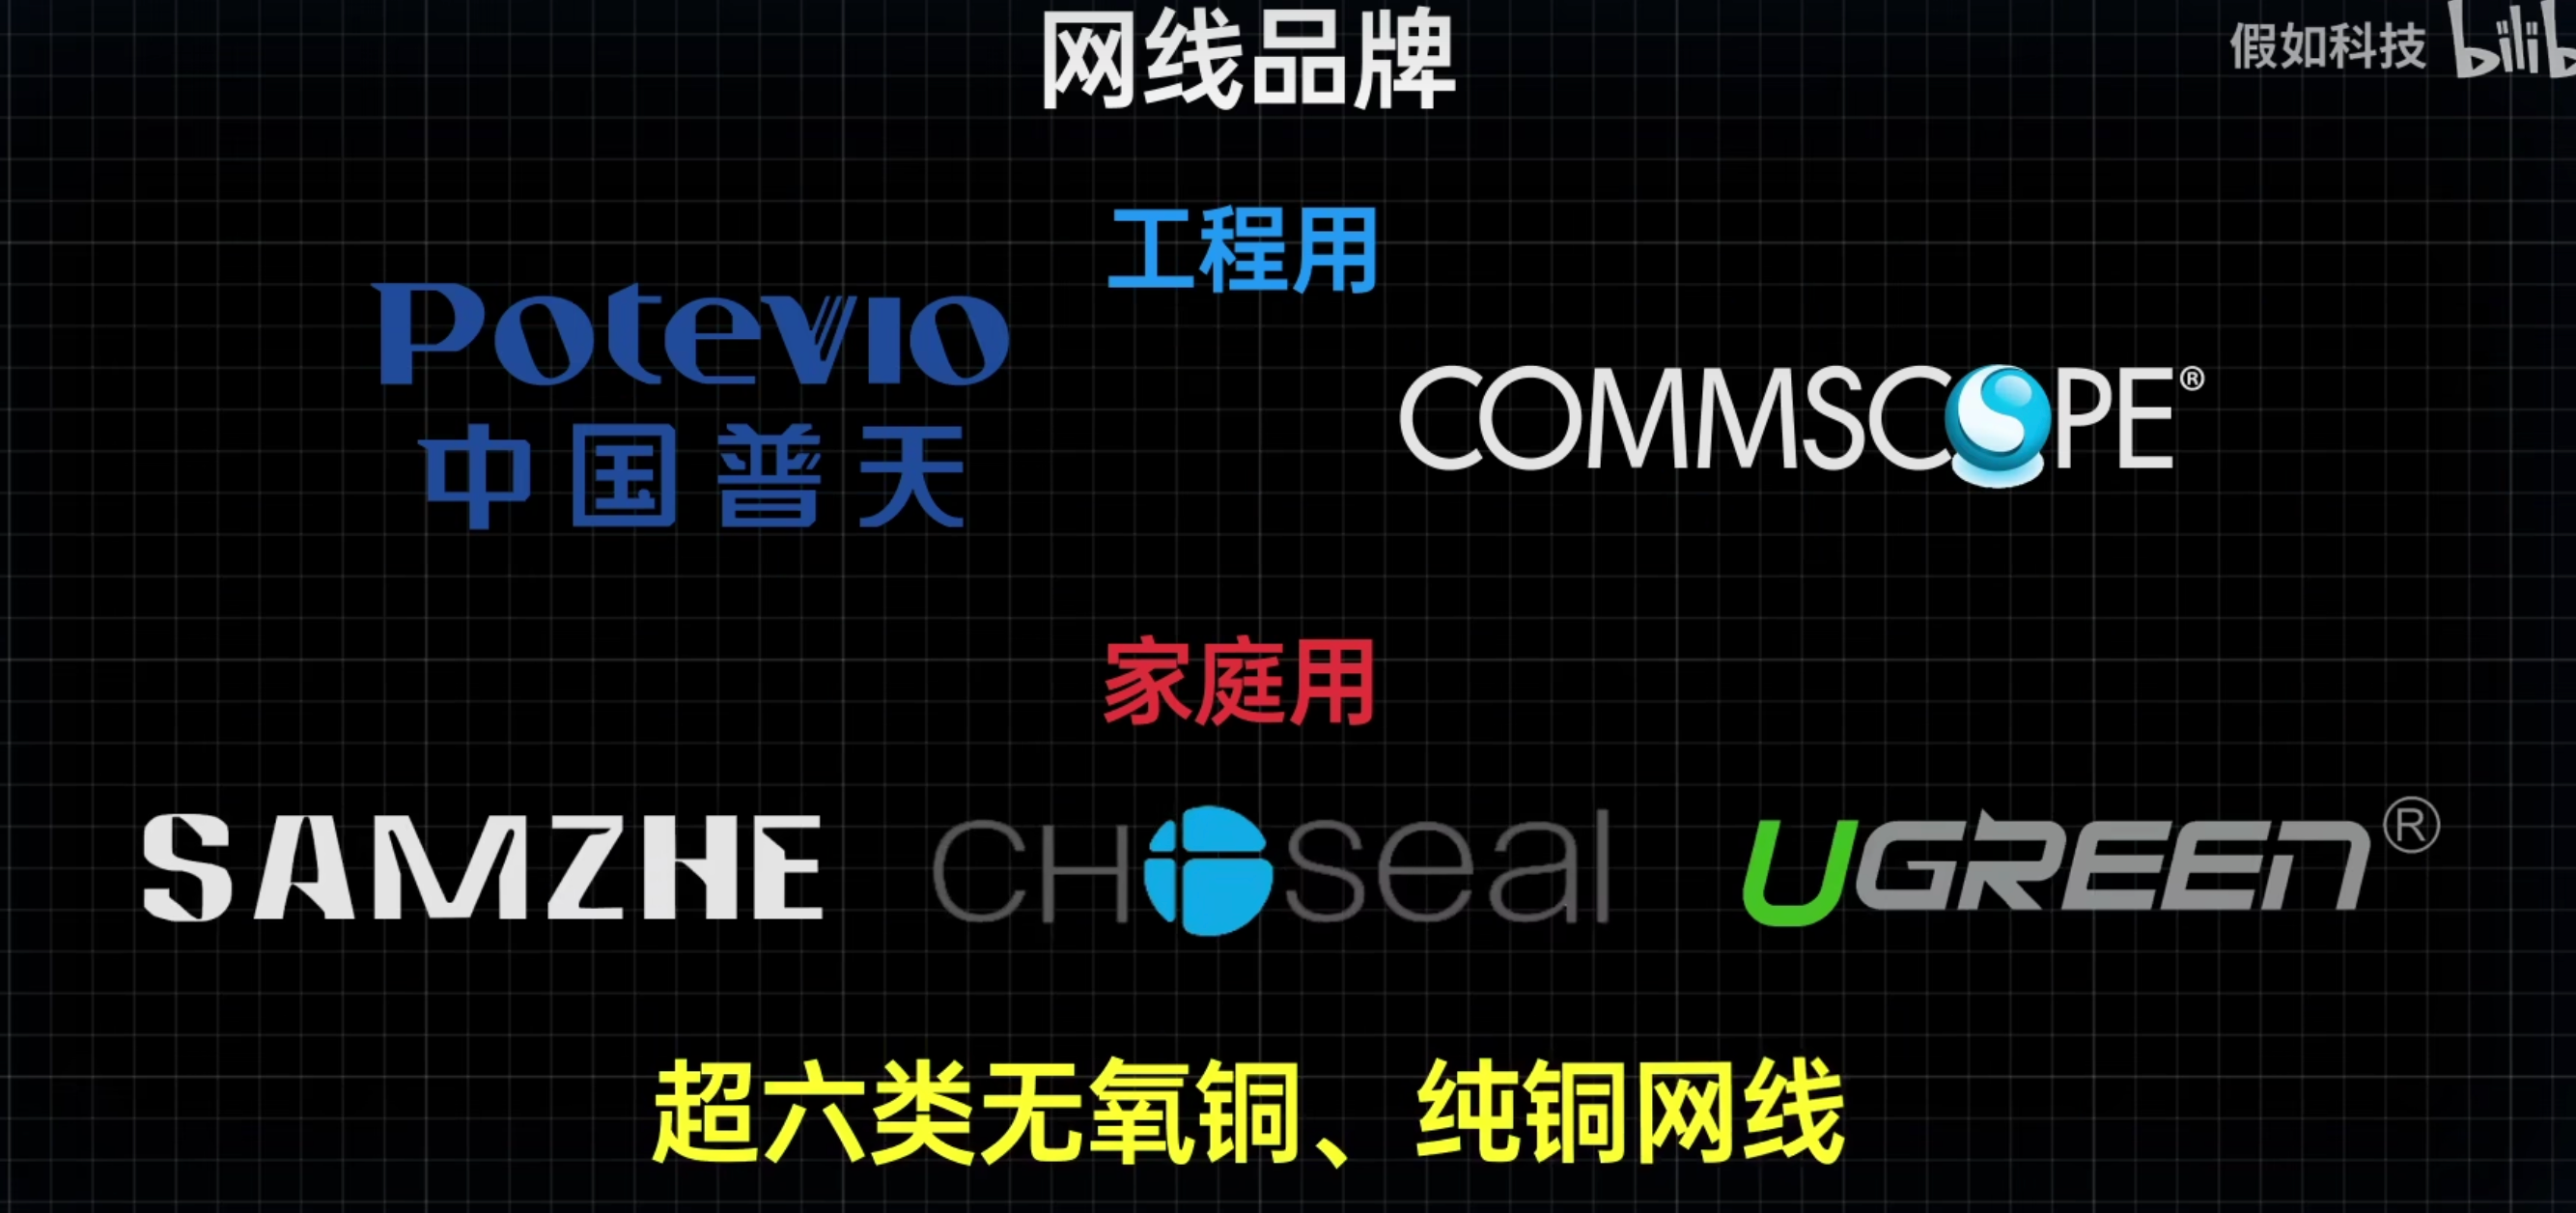 网线品牌
假如科技 bilib
工程用
Potevio
中国普天
COMMSCOPE®
家庭用
SAMZHE
CHOSeal
UGREEN®
超六类无氧铜、纯铜网线